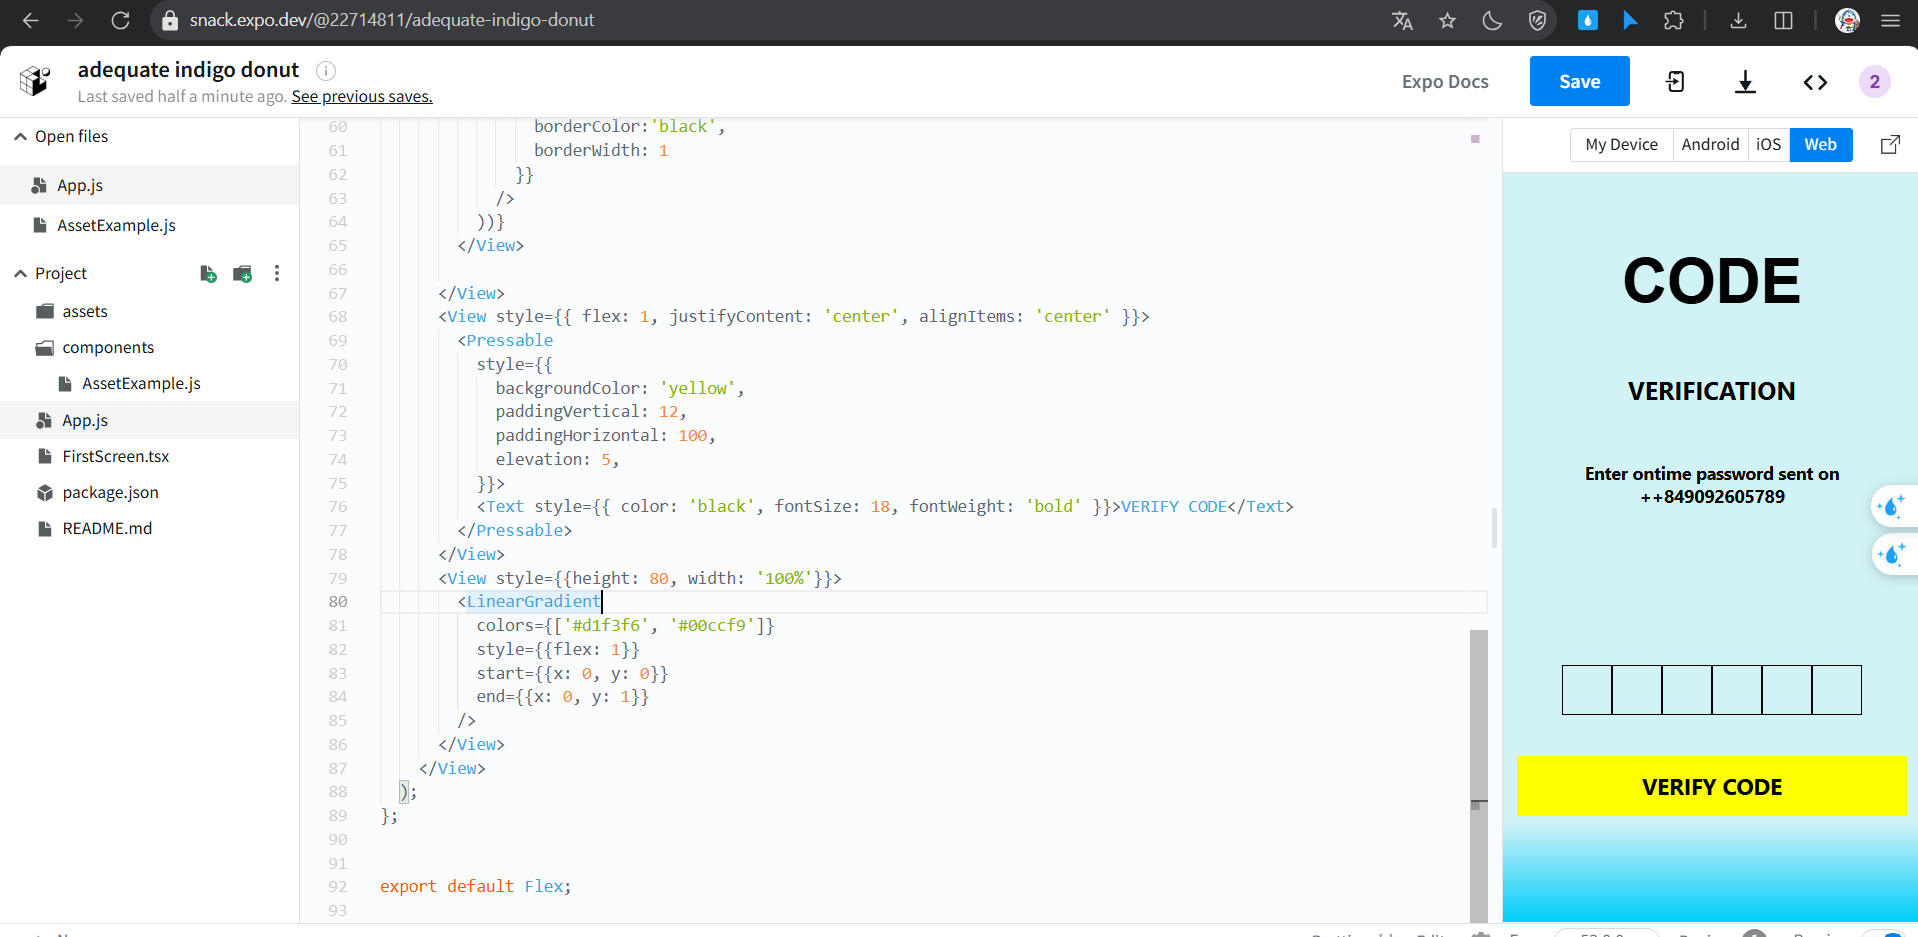 snack.expo.dev/@22714811/adequate-indigo-donut
adequate indigo donut
Last saved half a minute ago. See previous saves.
Expo Docs
Save
2
Open files
App.js
AssetExample.js
Project
assets
components
AssetExample.js
App.js
FirstScreen.tsx
package.json
README.md
60 borderColor:'black',
61 borderWidth: 1
62 }}
63 />
64 ))}
65 </View>
66
67 </View>
68 <View style={{ flex: 1, justifyContent: 'center', alignItems: 'center' }}>
69 <Pressable
70 style={{
71 backgroundColor: 'yellow',
72 paddingVertical: 12,
73 paddingHorizontal: 100,
74 elevation: 5,
75 }}>
76 <Text style={{ color: 'black', fontSize: 18, fontWeight: 'bold' }}>VERIFY CODE</Text>
77 </Pressable>
78 </View>
79 <View style={{height: 80, width: '100%'}}>
80 <LinearGradient
81 colors={['#d1f3f6', '#00ccf9']}
82 style={{flex: 1}}
83 start={{x: 0, y: 0}}
84 end={{x: 0, y: 1}}
85 />
86 </View>
87 </View>
88 );
89 };
90
91
92 export default Flex;
93
My Device Android iOS Web
CODE
VERIFICATION
Enter ontime password sent on
++849092605789
VERIFY CODE